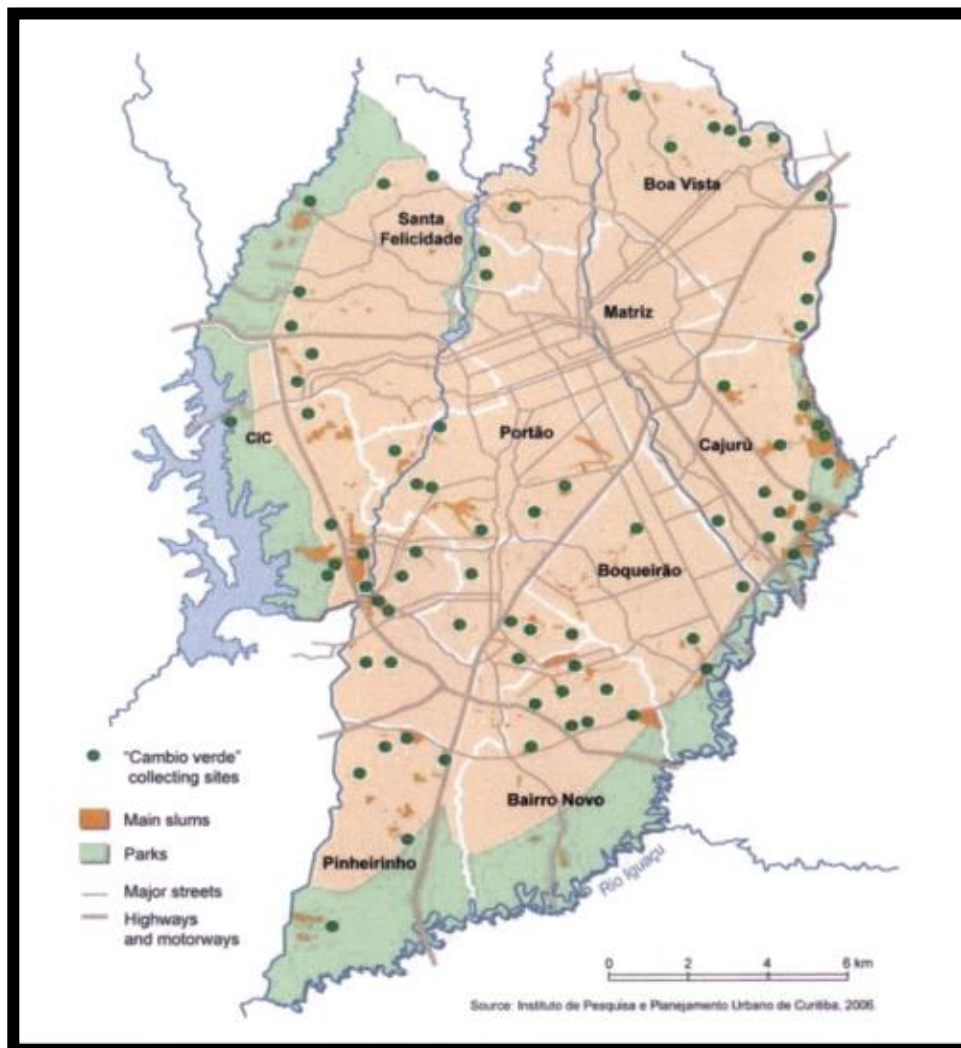 Boa Vista
Santa
Felicidade
Matriz
CIC
Portão
Cajurú
Boqueirão
"Cambio verde"
collecting sites
Main slums
Bairro Novo
Parks
Pinheirinho
Rio Iguaçu
Major streets
Highways
and motorways
0 2 4 6 km
Source: Instituto de Pesquisa e Planejamento Urbano de Curitiba, 2006.